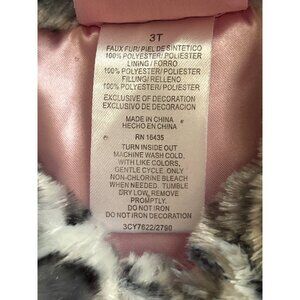 3T
FAUX FUR/PIEL DE SINTETICO
100% POLYESTER/POLIESTER
LINING/FORRO
100% POLYESTER/POLIESTER
FILLING/RELLENO
100% POLYESTER/POLIESTER
EXCLUSIVE OF DECORATION
EXCLUSIVO DE DECORACION
MADE IN CHINA
HECHO EN CHINA
RN 16435
TURN INSIDE OUT
MACHINE WASH COLD.
WITH LIKE COLORS,
GENTLE CYCLE. ONLY
NON-CHLORINE BLEACH
WHEN NEEDED. TUMBLE
DRY LOW, REMOVE
PROMPTLY.
DO NOT IRON
DO NOT IRON DECORATION
3CY7622/2790